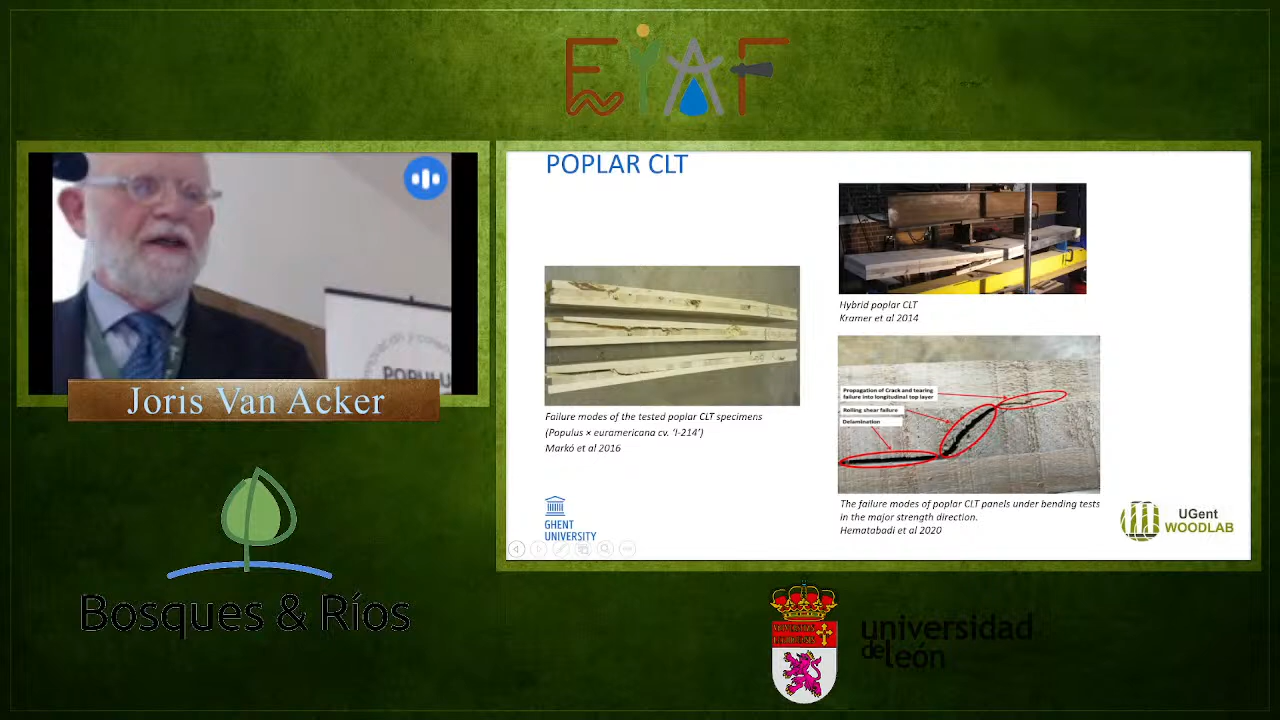 EIAF
POPLAR CLT
POPULU
Joris Van Acker
Hybrid poplar CLT
Kramer et al 2014
Failure modes of the tested poplar CLT specimens
(Populus × euramericana cv. ‘I-214’)
Markó et al 2016
Propagation of Crack and tearing
failure into longitudinal top layer
Rolling shear failure
Delamination
The failure modes of poplar CLT panels under bending tests
in the major strength direction.
Hematabadi et al 2020
GHENT
UNIVERSITY
UGent
WOODLAB
Bosques & Ríos
universidad
de león